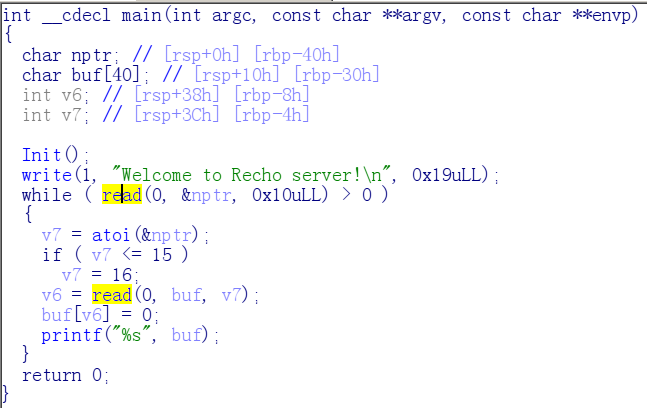 int __cdecl main(int argc, const char **argv, const char **envp)
{
char nptr; // [rsp+0h] [rbp-40h]
char buf[40]; // [rsp+10h] [rbp-30h]
int v6; // [rsp+38h] [rbp-8h]
int v7; // [rsp+3Ch] [rbp-4h]
Init();
write(1, "Welcome to Recho server!\n", 0x19uLL);
while ( read(0, &nptr, 0x10uLL) > 0 )
{
v7 = atoi(&nptr);
if ( v7 <= 15 )
v7 = 16;
v6 = read(0, buf, v7);
buf[v6] = 0;
printf("%s", buf);
}
return 0;
}